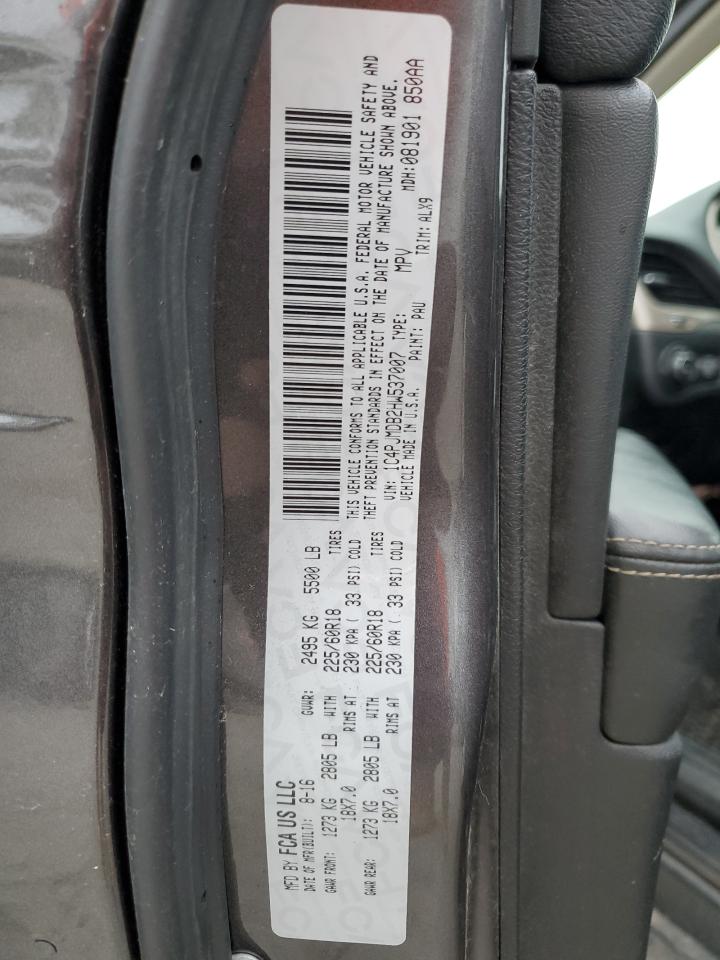 MFD BY FCA US LLC
DATE OF MFR(BUILT): 8-16 GVWR: 2495 KG 5500 LB
GAWR FRONT: 1273 KG 2805 LB WITH 225/60R18 TIRES
18X7.0 RIMS AT 230 KPA ( 33 PSI) COLD
GAWR REAR: 1273 KG 2805 LB WITH 225/60R18 TIRES
18X7.0 RIMS AT 230 KPA ( 33 PSI) COLD
THIS VEHICLE CONFORMS TO ALL APPLICABLE U.S.A. FEDERAL MOTOR VEHICLE SAFETY AND
THEFT PREVENTION STANDARDS IN EFFECT ON THE DATE OF MANUFACTURE SHOWN ABOVE.
VIN: 1C4PJMDB2HW537007 TYPE: MPV MDH:081901 850AA
VEHICLE MADE IN U.S.A. PAINT: PAU TRIM: ALX9